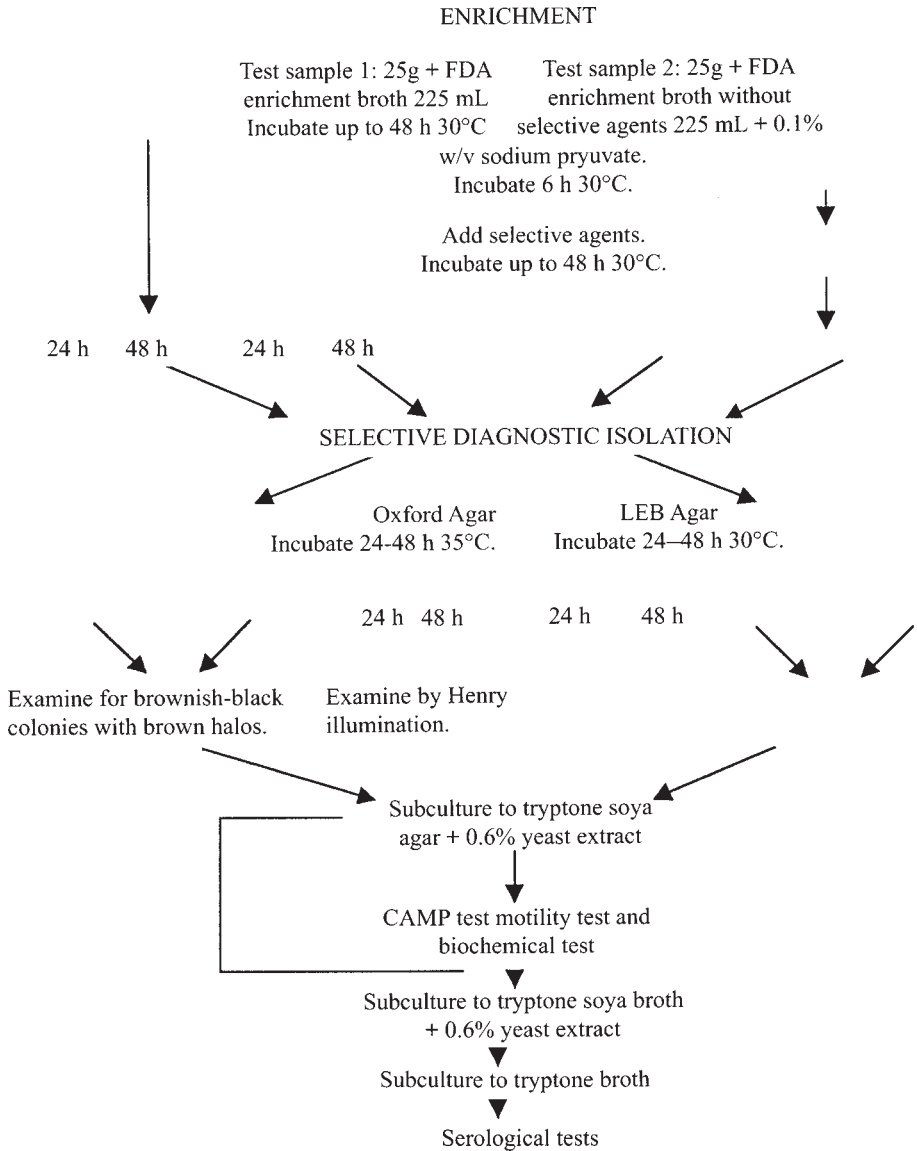 ENRICHMENT
Test sample 1: 25g + FDA
enrichment broth 225 mL
Incubate up to 48 h 30°C
Test sample 2: 25g + FDA
enrichment broth without
selective agents 225 mL + 0.1%
w/v sodium pryuvate.
Incubate 6 h 30°C.
Add selective agents.
Incubate up to 48 h 30°C.
24 h 48 h 24 h 48 h
SELECTIVE DIAGNOSTIC ISOLATION
Oxford Agar
Incubate 24-48 h 35°C.
LEB Agar
Incubate 24–48 h 30°C.
24 h 48 h 24 h 48 h
Examine for brownish-black
colonies with brown halos.
Examine by Henry
illumination.
Subculture to tryptone soya
agar + 0.6% yeast extract
CAMP test motility test and
biochemical test
Subculture to tryptone soya broth
+ 0.6% yeast extract
Subculture to tryptone broth
Serological tests